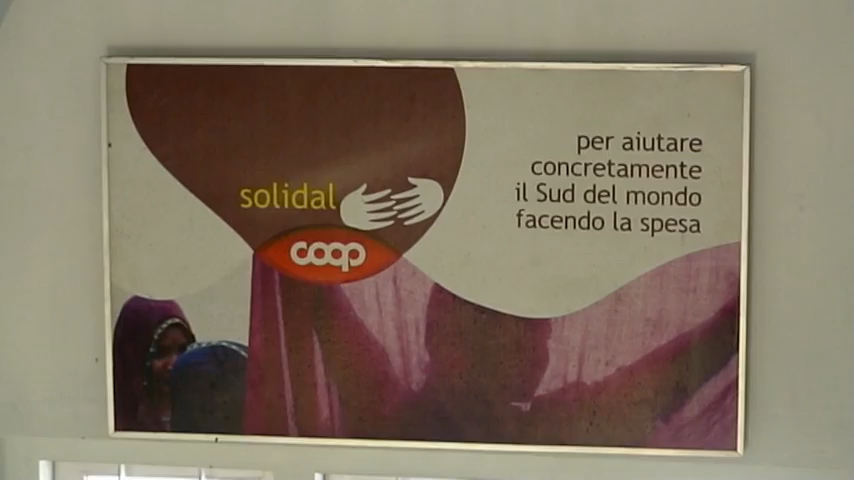 solidal
coop
per aiutare
concretamente
il Sud del mondo
facendo la spesa